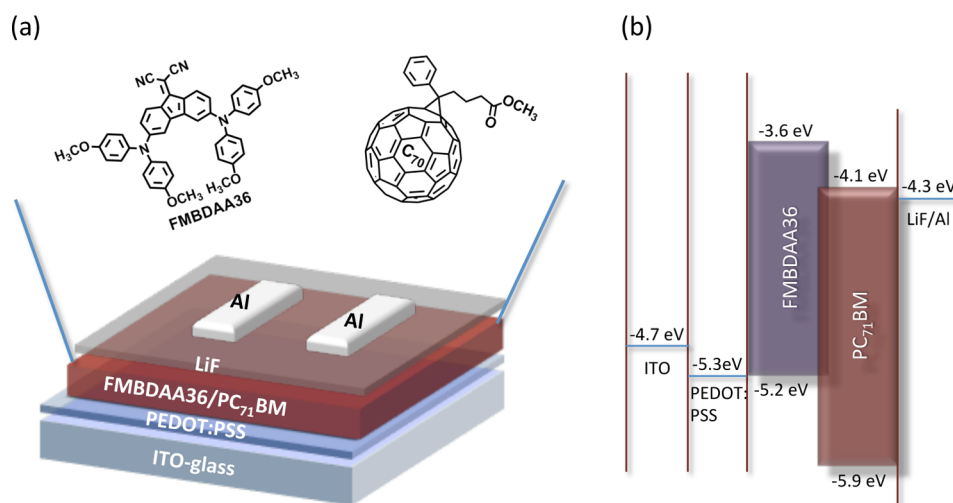 (a)
NC
CN
OCH₃
N
N
H₃CO
OCH₃
OCH₃
H₃CO
FMBDAA36
C₇₀
O
OCH₃
Al
Al
LiF
FMBDAA36/PC₇₁BM
PEDOT:PSS
ITO-glass
(b)
-3.6 eV
-4.1 eV
-4.3 eV
LiF/Al
FMBDAA36
PC₇₁BM
-4.7 eV
ITO
-5.3eV
PEDOT:
PSS
-5.2 eV
-5.9 eV